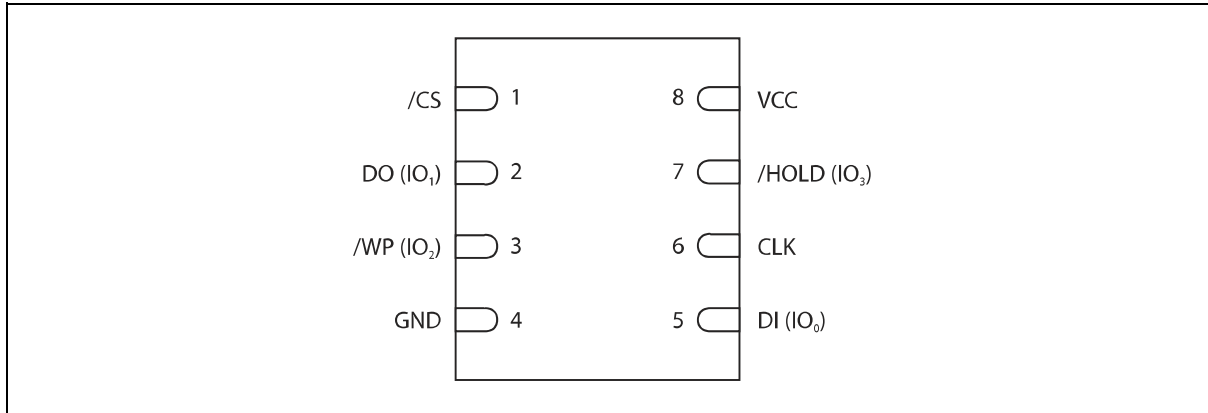 /CS 1 8 VCC
DO (IO₁) 2 7 /HOLD (IO₃)
/WP (IO₂) 3 6 CLK
GND 4 5 DI (IO₀)